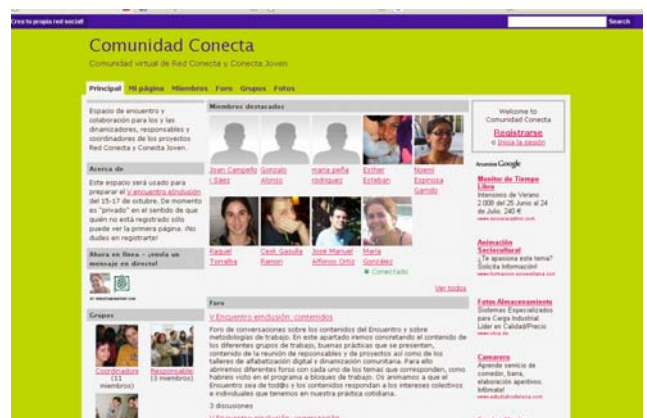 Crea tu propia red social!
Search
Comunidad Conecta
Comunidad virtual de Red Conecta y Conecta Joven
Principal Mi página Miembros Foro Grupos Fotos
Espacio de encuentro y
colaboración para los y las
dinamizadores, responsables y
coordinadores de los proyectos
Red Conecta y Conecta Joven.
Acerca de
Este espacio será usado para
preparar el V encuentro einclusión
del 15-17 de octubre. De momento
es "privado" en el sentido de que
quién no está registrado sólo
puede ver la primera página. ¡No
dudes en registrarte!
Ahora en línea - ¡envía un
mensaje en directo!
Grupos
Coordinadores
(11
miembros)
Responsables
(3 miembros)
Miembros destacados
Joan Campeño
i Sáez
Gonzalo
Alonso
maria peña
rodriguez
Esther
Esteban
Noemi
Espinosa
Garrido
Raquel
Torralba
Cesk Gasulla
Ramon
José Manuel
Alfonso Ortiz
María
González
Conectado
Ver todos
Foro
V Encuentro einclusión: contenidos
Foro de conversaciones sobre los contenidos del Encuentro y sobre
metodologías de trabajo. En este apartado iremos concretando el contenido de
los diferentes grupos de trabajo, buenas prácticas que se presenten,
contenido de la reunión de repsonsables y de proyectos así como de los
talleres de alfabetización digital y dinamización comunitaria. Para ello
abriremos diferentes foros con cada uno de los temas que corresponden, como
habreis visto en el programa a bloques de trabajo. Os animamos a que el
Encuentro sea de tod@s y los contenidos respondan a los intereses colectivos
e individuales que tenemos en nuestra práctica cotidiana.
3 discusiones
Welcome to
Comunidad Conecta
Registrarse
o Inicia la sesión
Anuncios Google
Monitor de Tiempo
Libre
Intensivos de Verano
2.008 del 25 Junio al 24
de Julio. 240 €
Animación
Sociocultural
¿Te apasiona este tema?
Solicita Información!
Fotos Almacenamiento
Sistemas Especializados
para Carga Industrial.
Líder en Calidad/Precio
Camarero
Aprende servicio de
comedor, barra,
elaboración aperitivos.
Infórmate!